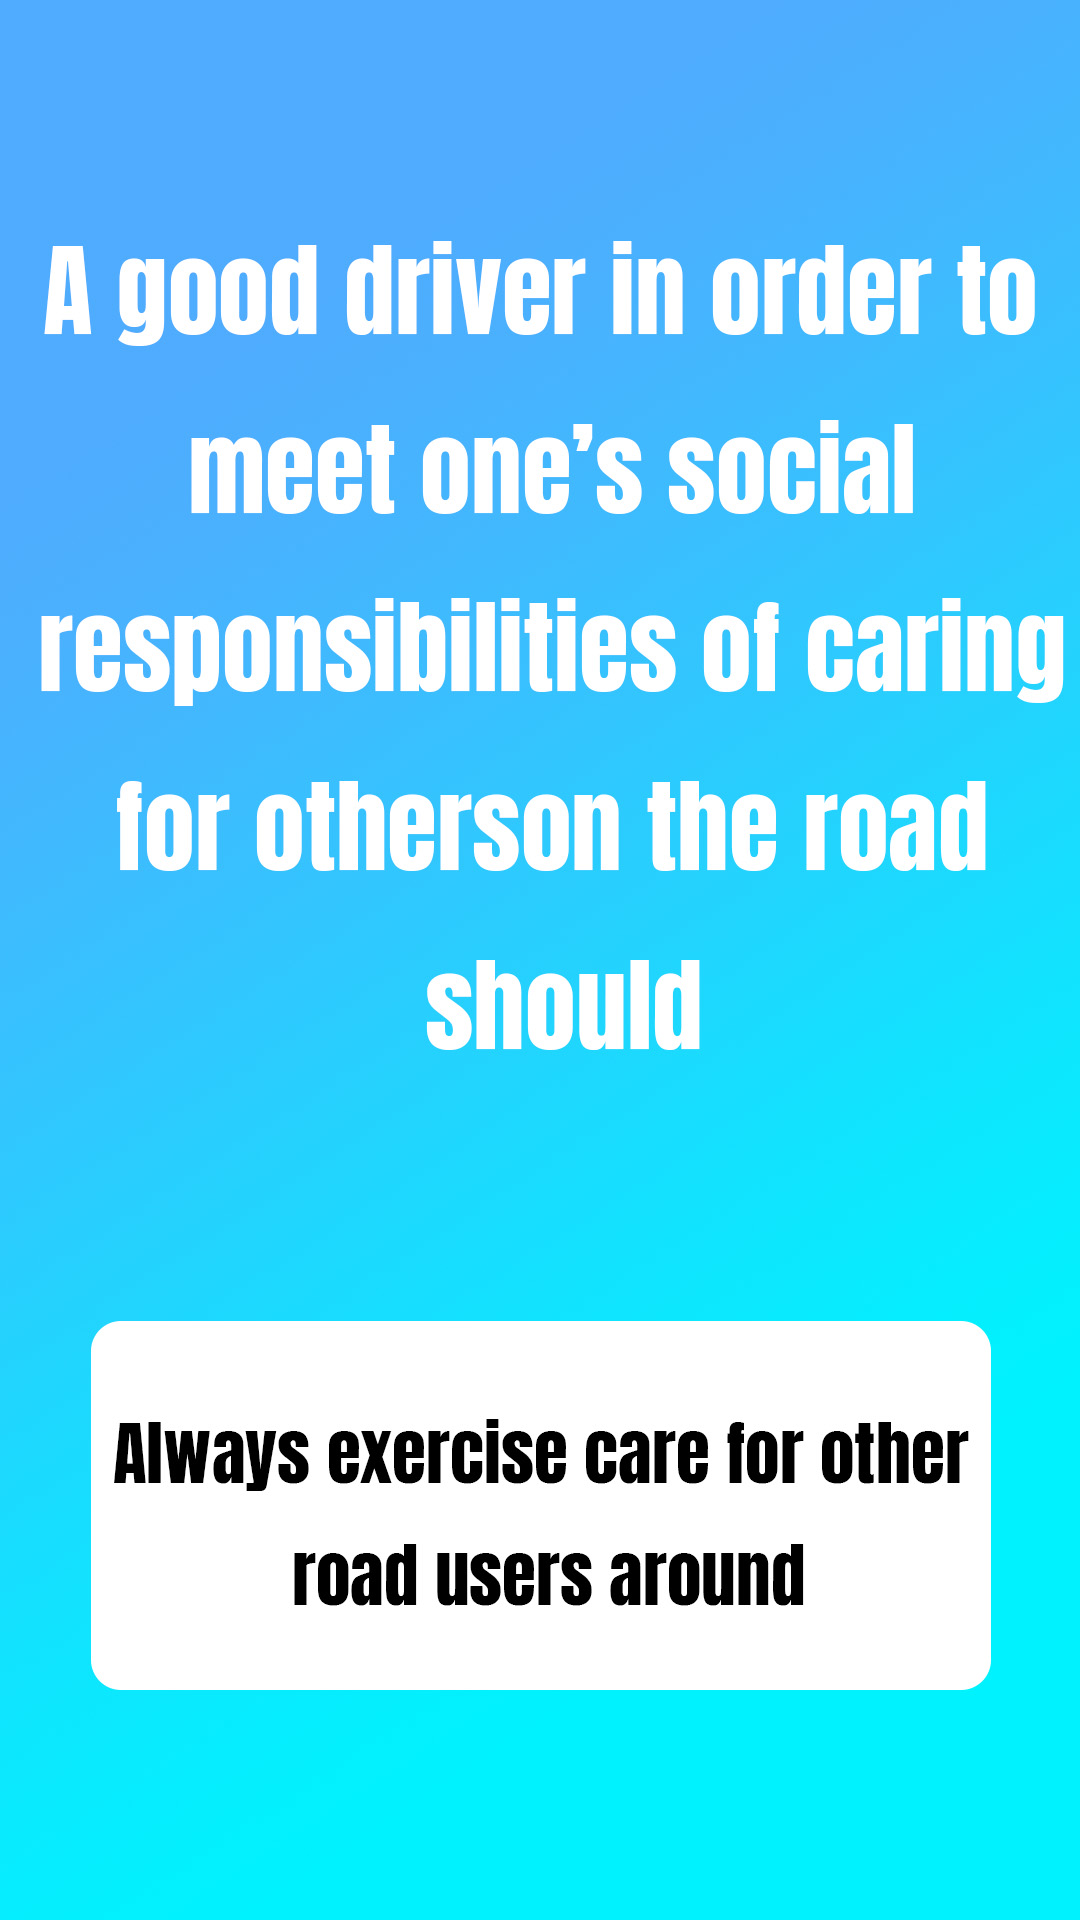 A good driver in order to
meet one’s social
responsibilities of caring
for otherson the road
should
Always exercise care for other
road users around